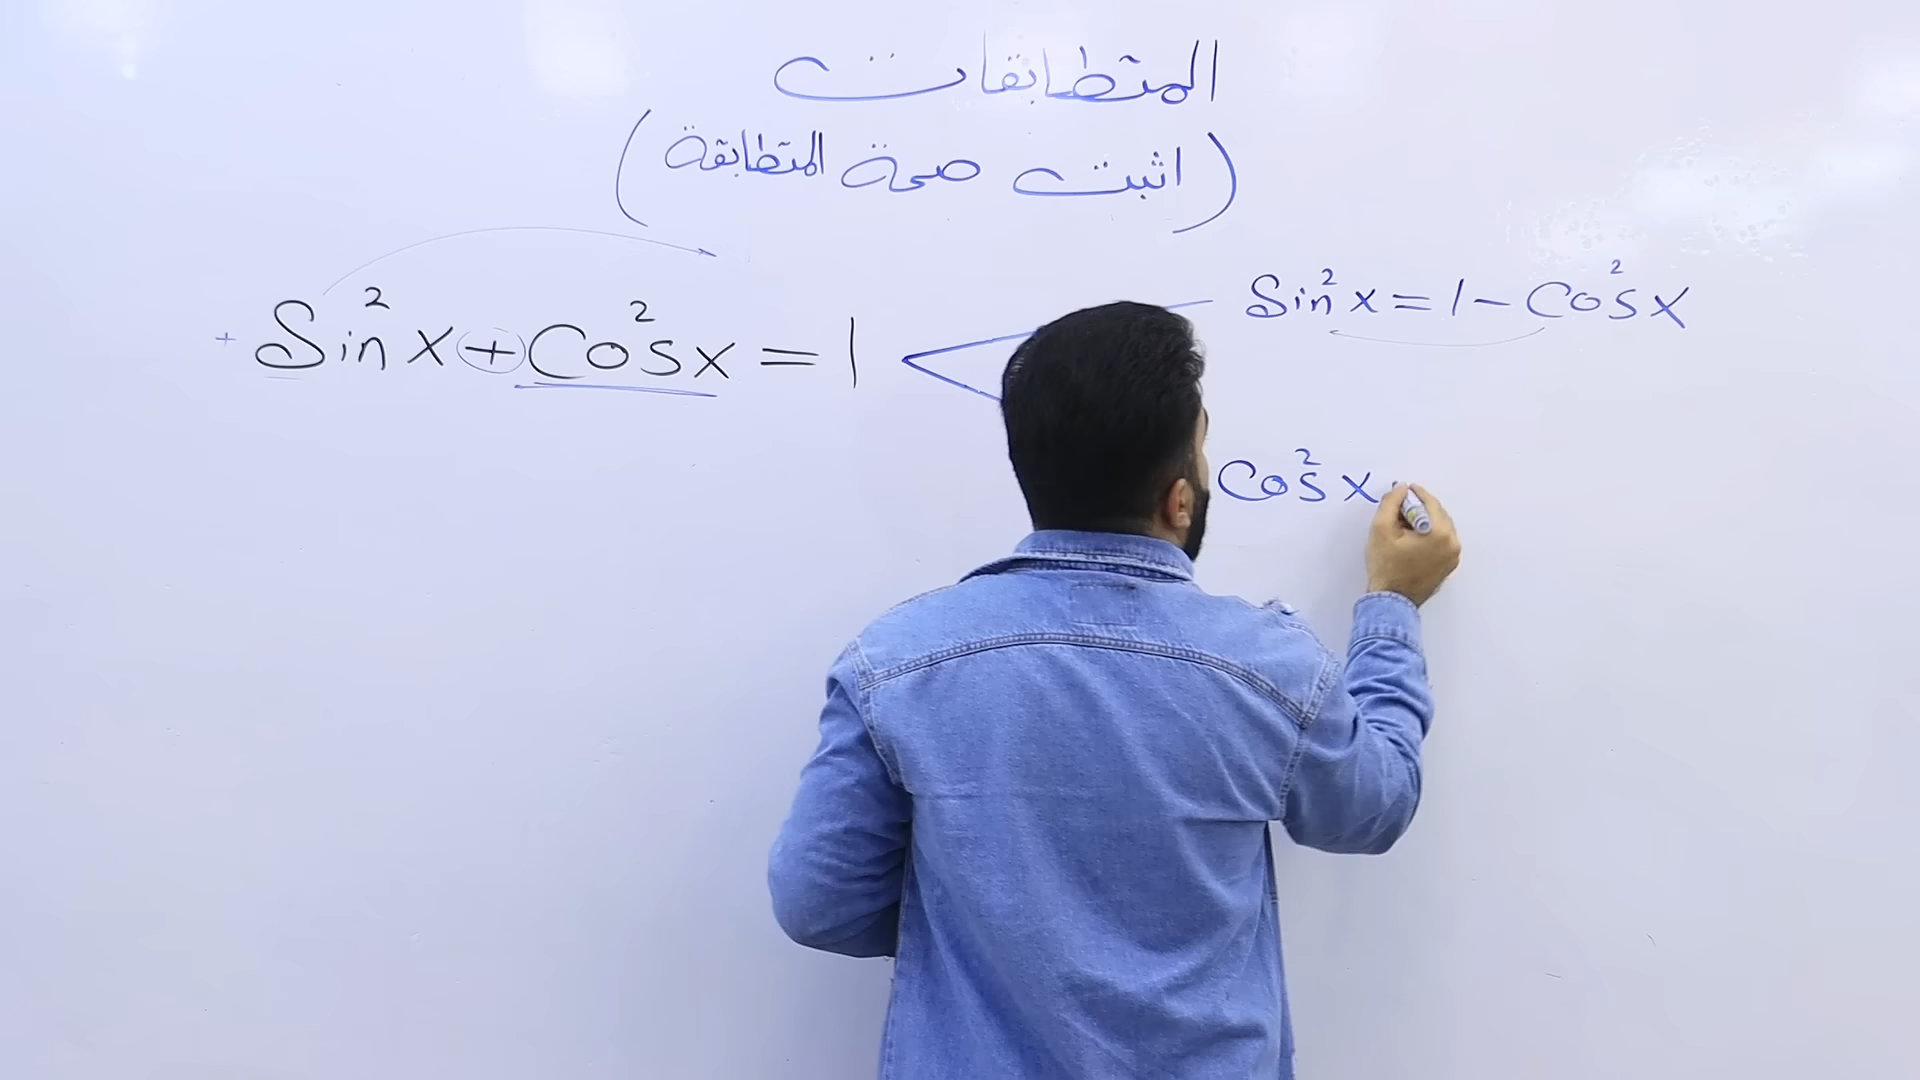 المتطابقات
(اثبت صحة المتطابقة)
+ Sin²x + Cos²x = 1
Sin²x = 1 - Cos²x
Cos²x